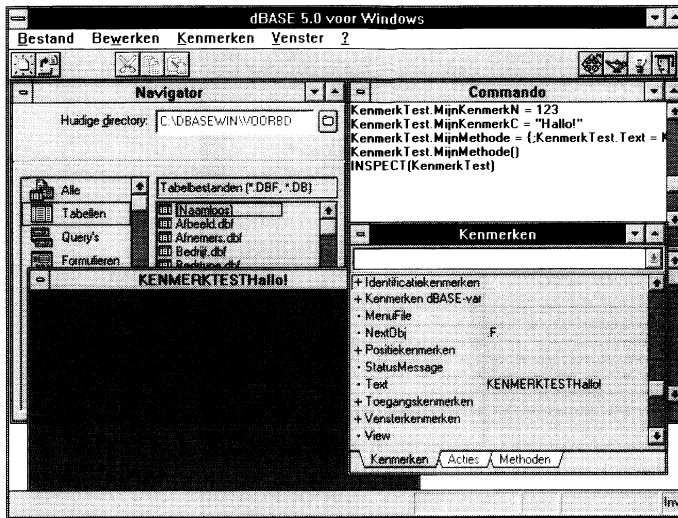 dBASE 5.0 voor Windows
Bestand Bewerken Kenmerken Venster ?
Navigator
Huidige directory: C:\DBASEWIN\VOORBD
Alle
Tabellen
Query's
Formulieren
Tabelbestanden (*.DBF, *.DB)
(Naamloos)
Afbeeld.dbf
Afnemers.dbf
Bedrijf.dbf
Commando
KenmerkTest.MijnKenmerkN = 123
KenmerkTest.MijnKenmerkC = "Hallo!"
KenmerkTest.MijnMethode = {;KenmerkTest.Text = K
KenmerkTest.MijnMethode()
INSPECT(KenmerkTest)
Kenmerken
+ Identificatiekenmerken
+ Kenmerken dBASE-var
· MenuFile
· NextObj .F.
+ Positiekenmerken
· StatusMessage
· Text KENMERKTESTHallo!
+ Toegangskenmerken
+ Vensterkenmerken
· View
Kenmerken Acties Methoden
KENMERKTESTHallo!